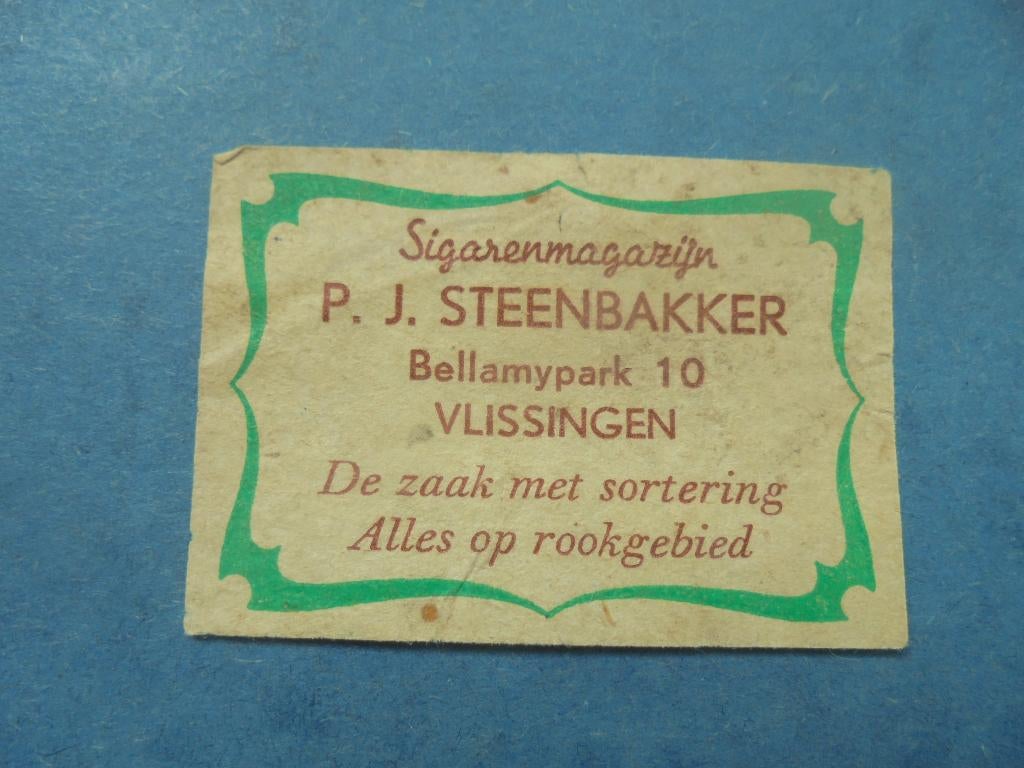 Sigarenmagazijn
P. J. STEENBAKKER
Bellamypark 10
VLISSINGEN
De zaak met sortering
Alles op rookgebied